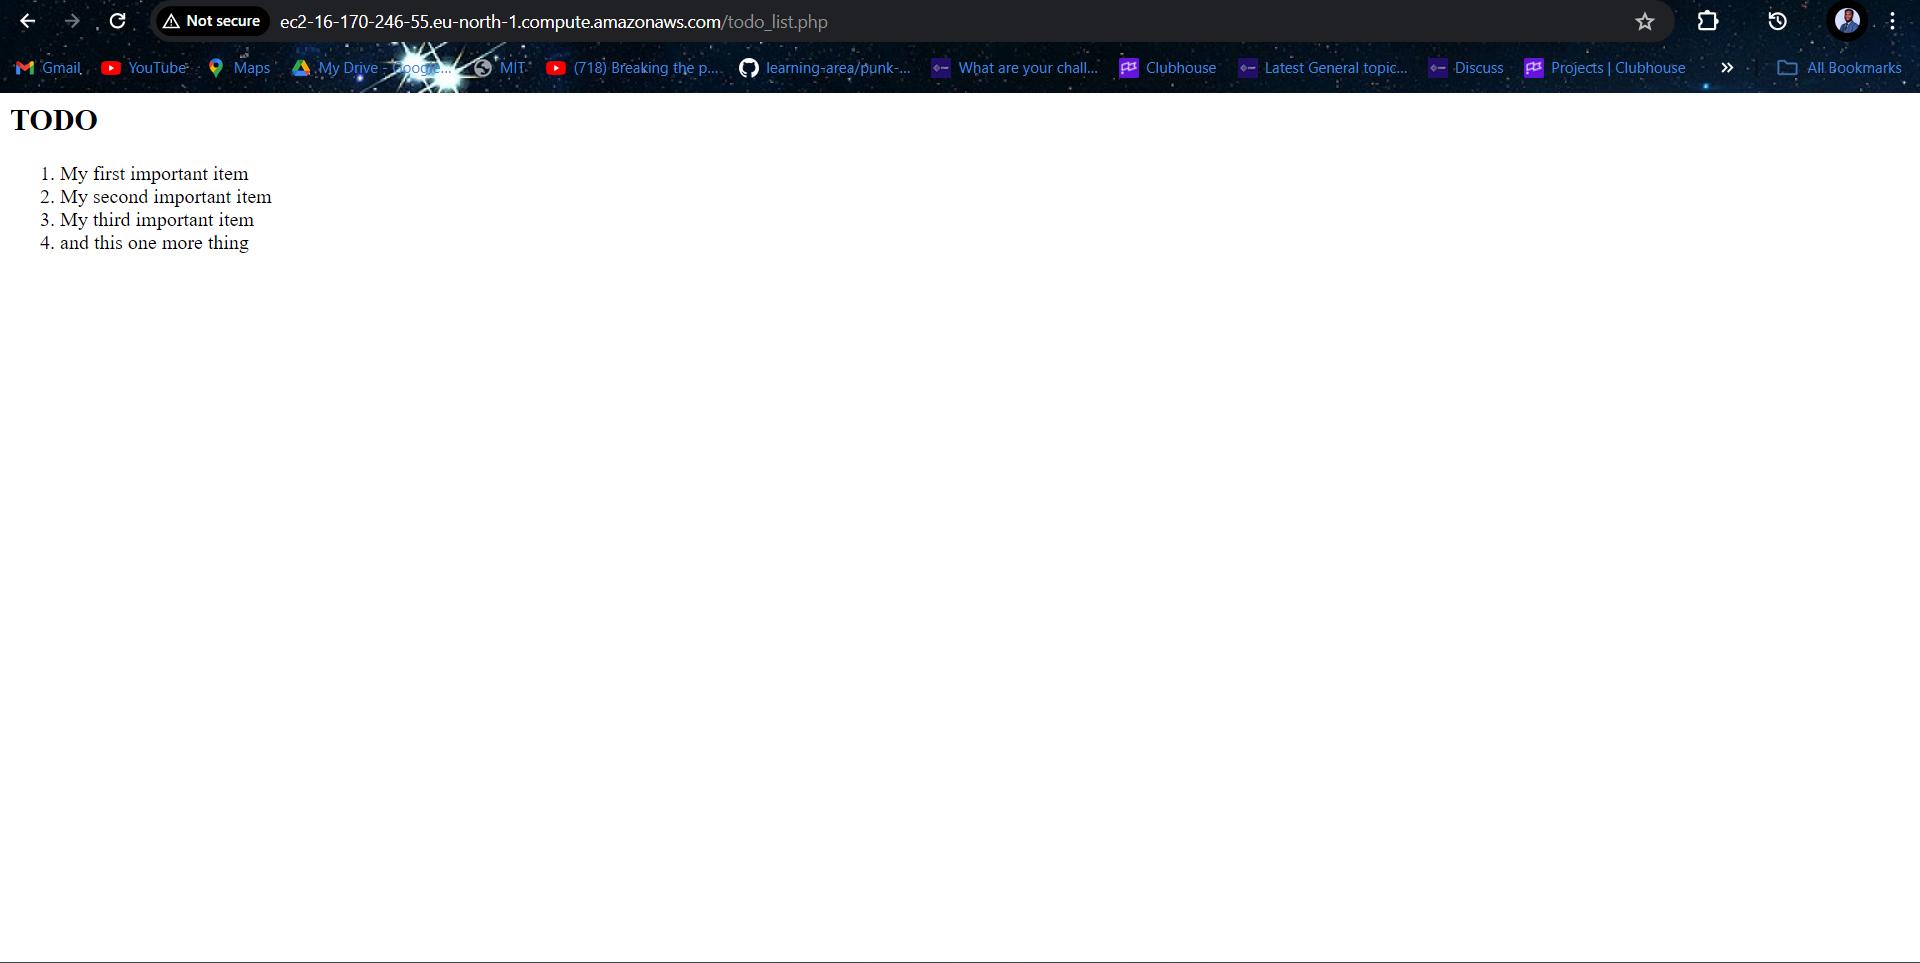 Not secure ec2-16-170-246-55.eu-north-1.compute.amazonaws.com/todo_list.php
Gmail YouTube Maps My Drive - Google... MIT (718) Breaking the p... learning-area/punk-... What are your chall... Clubhouse Latest General topic... Discuss Projects | Clubhouse » All Bookmarks
TODO
1. My first important item
2. My second important item
3. My third important item
4. and this one more thing